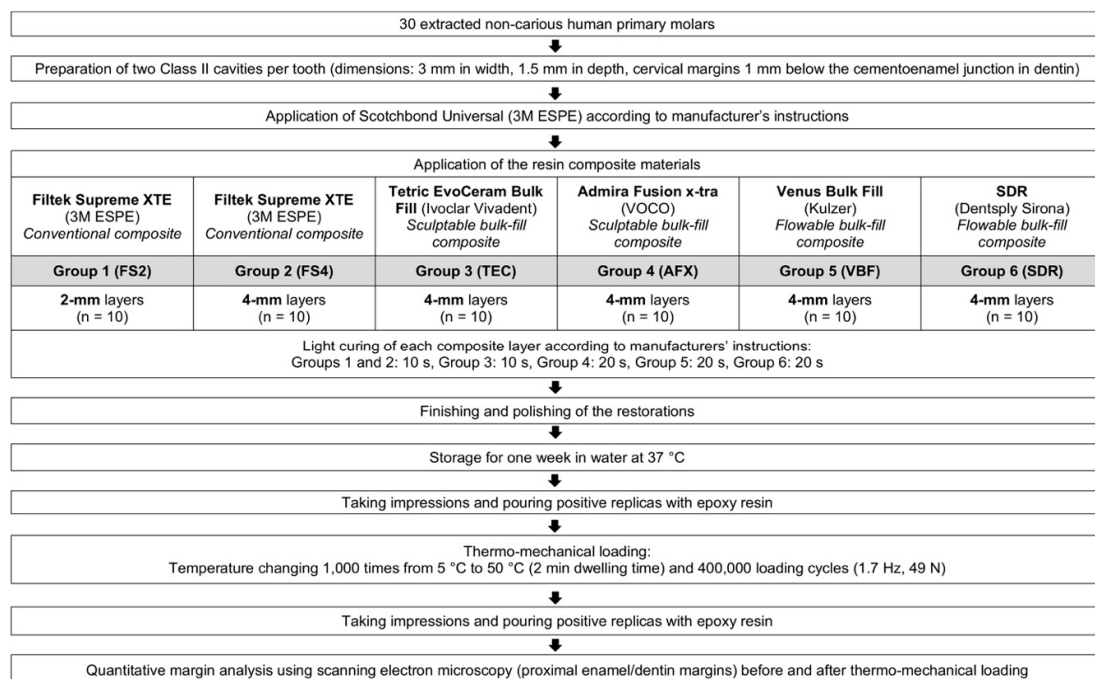 30 extracted non-carious human primary molars
Preparation of two Class II cavities per tooth (dimensions: 3 mm in width, 1.5 mm in depth, cervical margins 1 mm below the cementoenamel junction in dentin)
Application of Scotchbond Universal (3M ESPE) according to manufacturer's instructions
Application of the resin composite materials
Filtek Supreme XTE
(3M ESPE)
Conventional composite
Filtek Supreme XTE
(3M ESPE)
Conventional composite
Tetric EvoCeram Bulk
Fill (Ivoclar Vivadent)
Sculptable bulk-fill
composite
Admira Fusion x-tra
(VOCO)
Sculptable bulk-fill
composite
Venus Bulk Fill
(Kulzer)
Flowable bulk-fill
composite
SDR
(Dentsply Sirona)
Flowable bulk-fill
composite
Group 1 (FS2)
Group 2 (FS4)
Group 3 (TEC)
Group 4 (AFX)
Group 5 (VBF)
Group 6 (SDR)
2-mm layers
(n = 10)
4-mm layers
(n = 10)
4-mm layers
(n = 10)
4-mm layers
(n = 10)
4-mm layers
(n = 10)
4-mm layers
(n = 10)
Light curing of each composite layer according to manufacturers' instructions:
Groups 1 and 2: 10 s, Group 3: 10 s, Group 4: 20 s, Group 5: 20 s, Group 6: 20 s
Finishing and polishing of the restorations
Storage for one week in water at 37 °C
Taking impressions and pouring positive replicas with epoxy resin
Thermo-mechanical loading:
Temperature changing 1,000 times from 5 °C to 50 °C (2 min dwelling time) and 400,000 loading cycles (1.7 Hz, 49 N)
Taking impressions and pouring positive replicas with epoxy resin
Quantitative margin analysis using scanning electron microscopy (proximal enamel/dentin margins) before and after thermo-mechanical loading